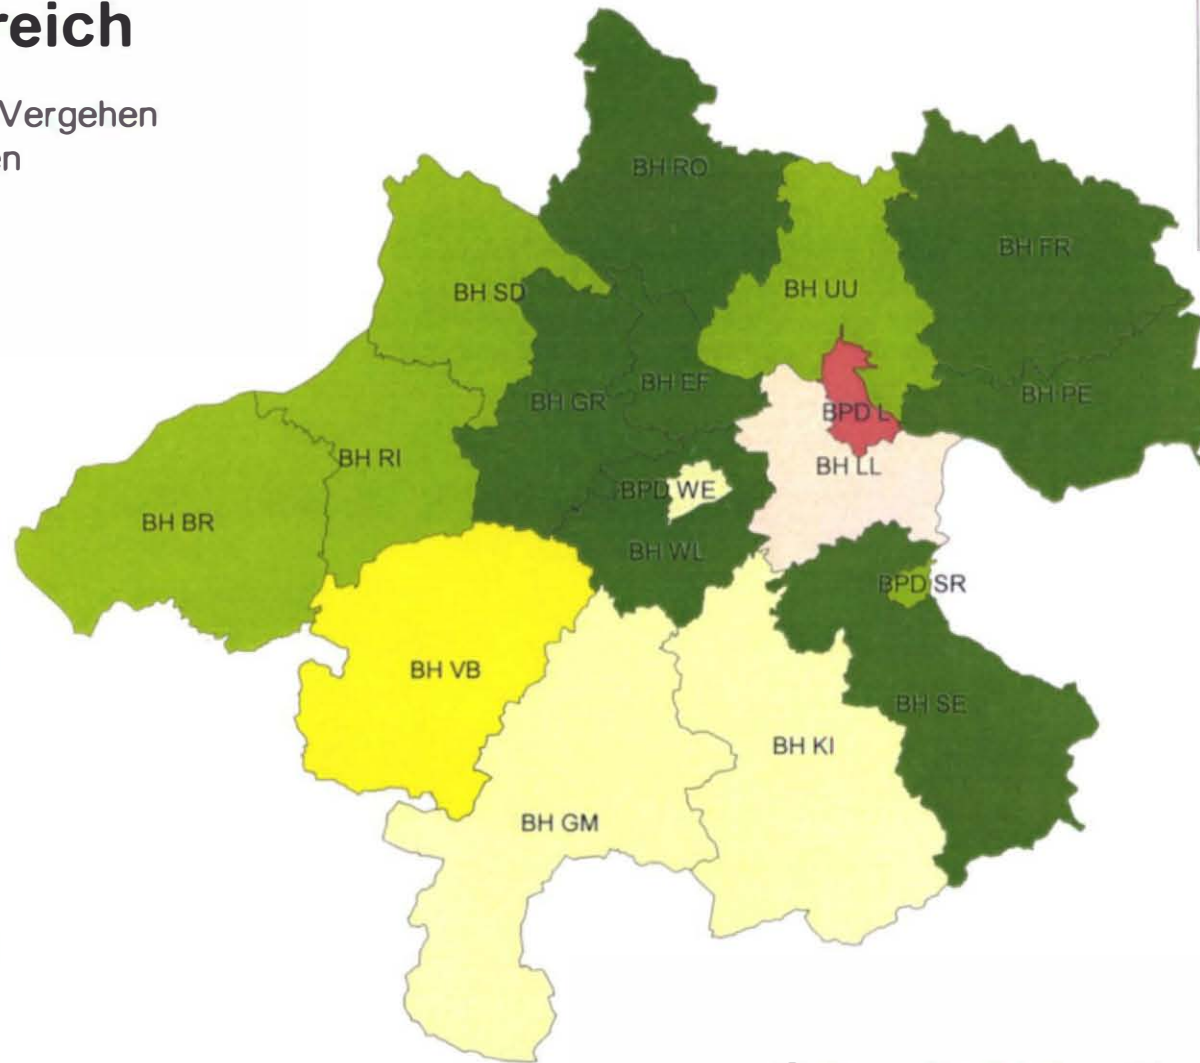 reich
Vergehen
en
BH RO
BH FR
BH UU
BH SD
BH EF
BH PE
BH GR
BPD L
BH RI
BH LL
BPD WE
BH BR
BH WL
BPD SR
BH VB
BH SE
BH KI
BH GM